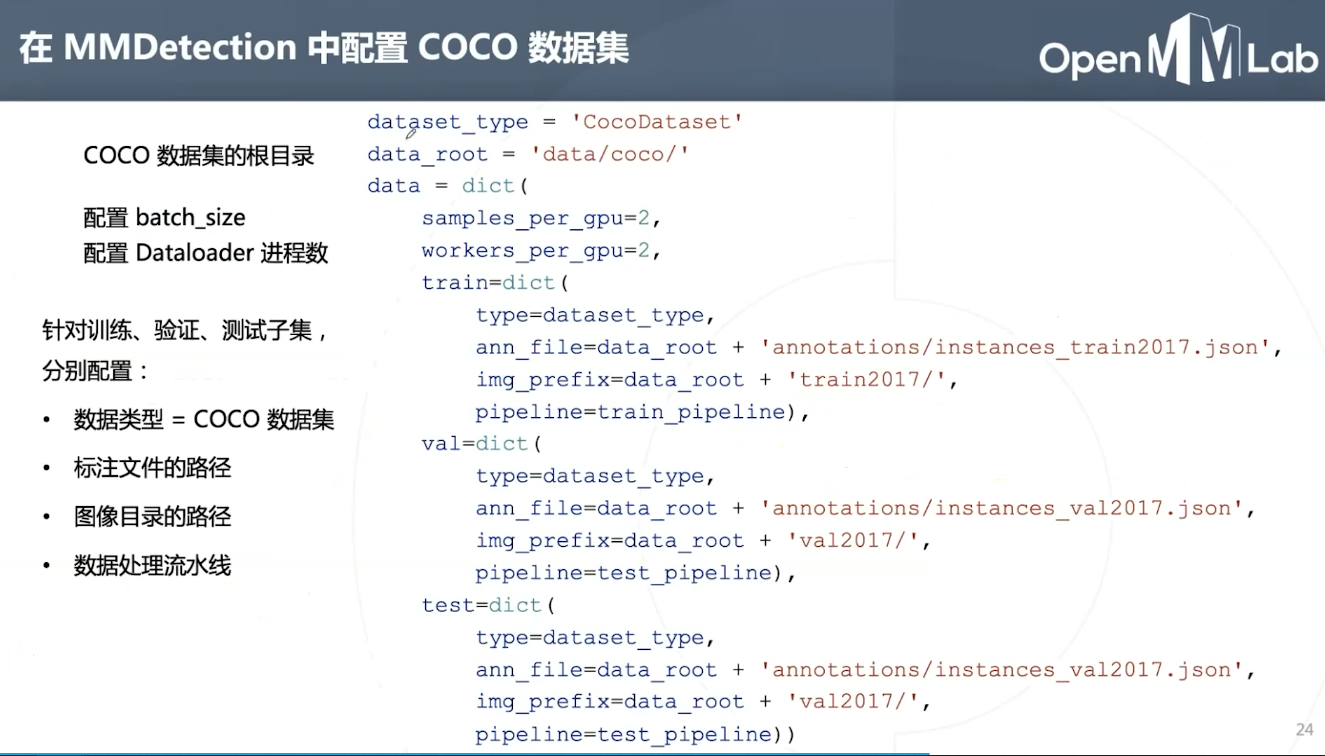 在 MMDetection 中配置 COCO 数据集
OpenMMLab
COCO 数据集的根目录
配置 batch_size
配置 Dataloader 进程数
针对训练、验证、测试子集，
分别配置：
• 数据类型 = COCO 数据集
• 标注文件的路径
• 图像目录的路径
• 数据处理流水线
dataset_type = 'CocoDataset'
data_root = 'data/coco/'
data = dict(
    samples_per_gpu=2,
    workers_per_gpu=2,
    train=dict(
        type=dataset_type,
        ann_file=data_root + 'annotations/instances_train2017.json',
        img_prefix=data_root + 'train2017/',
        pipeline=train_pipeline),
    val=dict(
        type=dataset_type,
        ann_file=data_root + 'annotations/instances_val2017.json',
        img_prefix=data_root + 'val2017/',
        pipeline=test_pipeline),
    test=dict(
        type=dataset_type,
        ann_file=data_root + 'annotations/instances_val2017.json',
        img_prefix=data_root + 'val2017/',
        pipeline=test_pipeline))
24